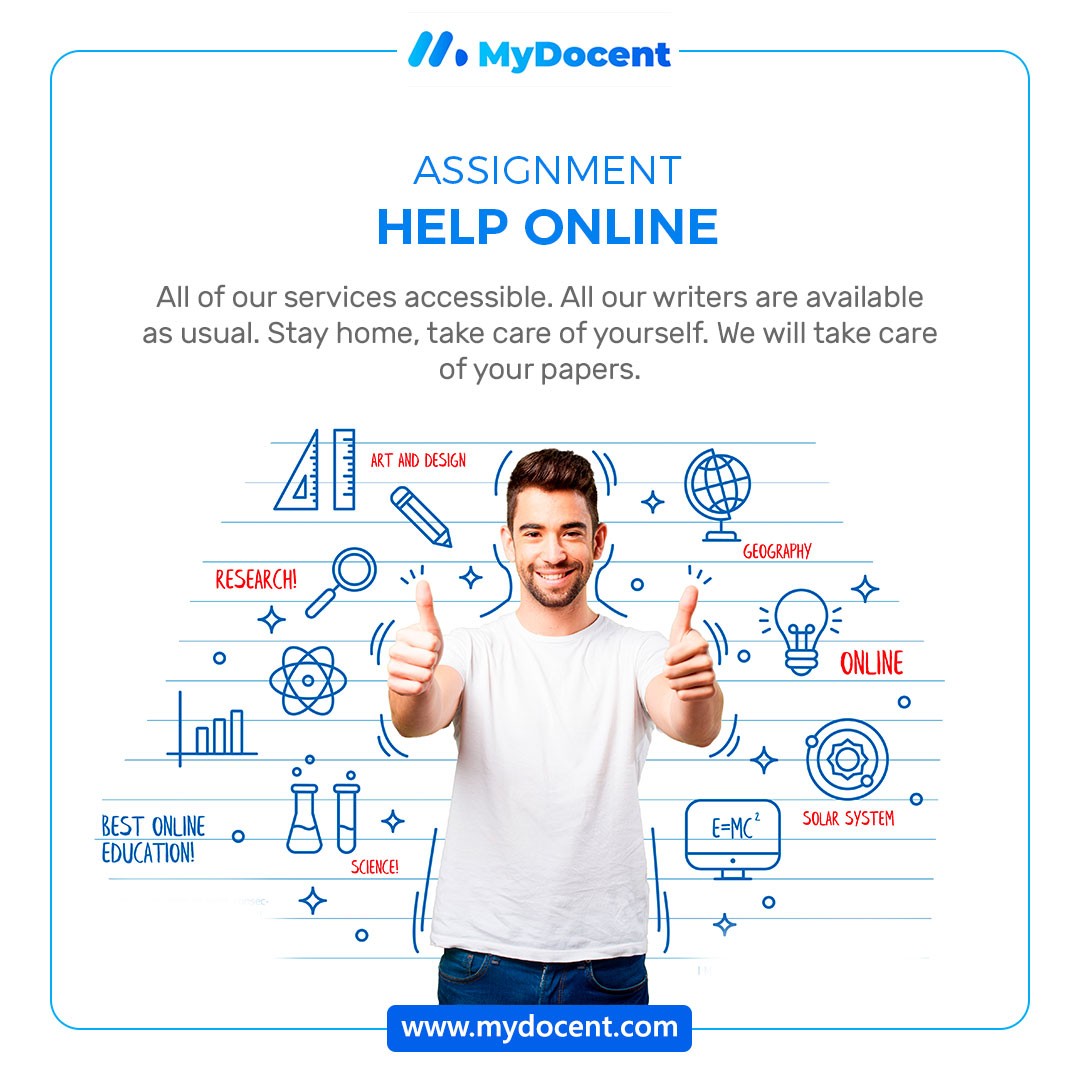 MyDocent
ASSIGNMENT
HELP ONLINE
All of our services accessible. All our writers are available
as usual. Stay home, take care of yourself. We will take care
of your papers.
ART AND DESIGN
GEOGRAPHY
RESEARCH!
ONLINE
SOLAR SYSTEM
E=MC²
BEST ONLINE
EDUCATION!
SCIENCE!
www.mydocent.com